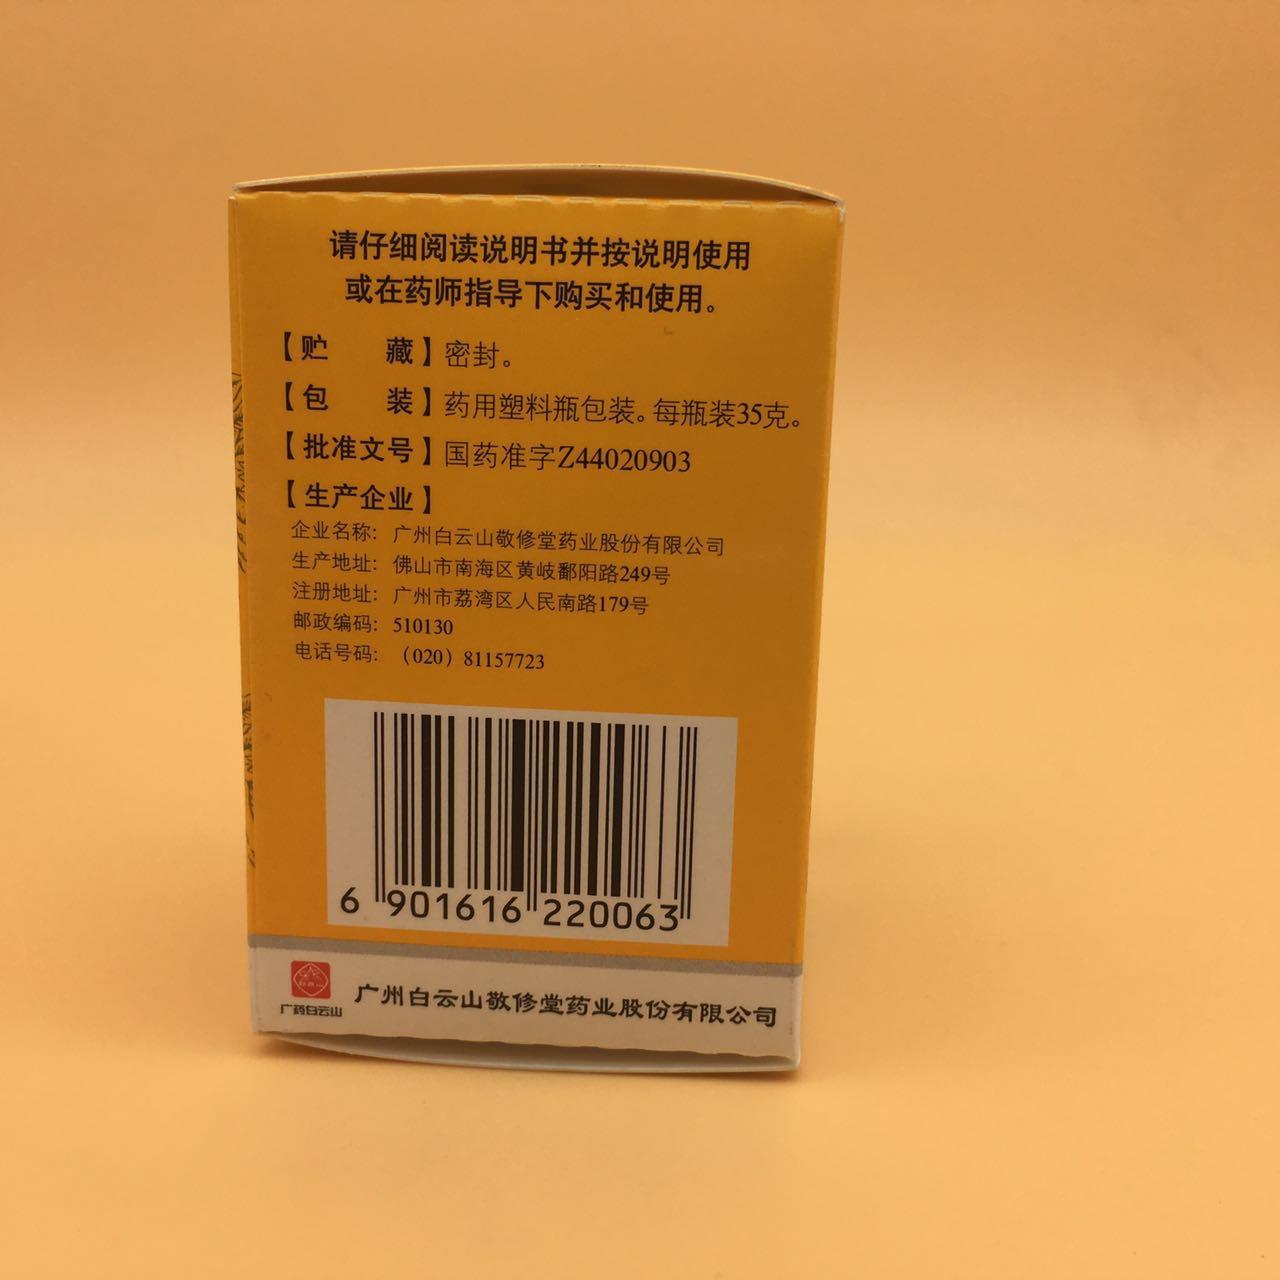 请仔细阅读说明书并按说明使用
或在药师指导下购买和使用。
【贮 藏】密封。
【包 装】药用塑料瓶包装。每瓶装35克。
【批准文号】国药准字Z44020903
【生产企业】
企业名称: 广州白云山敬修堂药业股份有限公司
生产地址: 佛山市南海区黄岐鄱阳路249号
注册地址: 广州市荔湾区人民南路179号
邮政编码: 510130
电话号码: (020) 81157723
6 901616 220063
白云山
广药白云山
广州白云山敬修堂药业股份有限公司